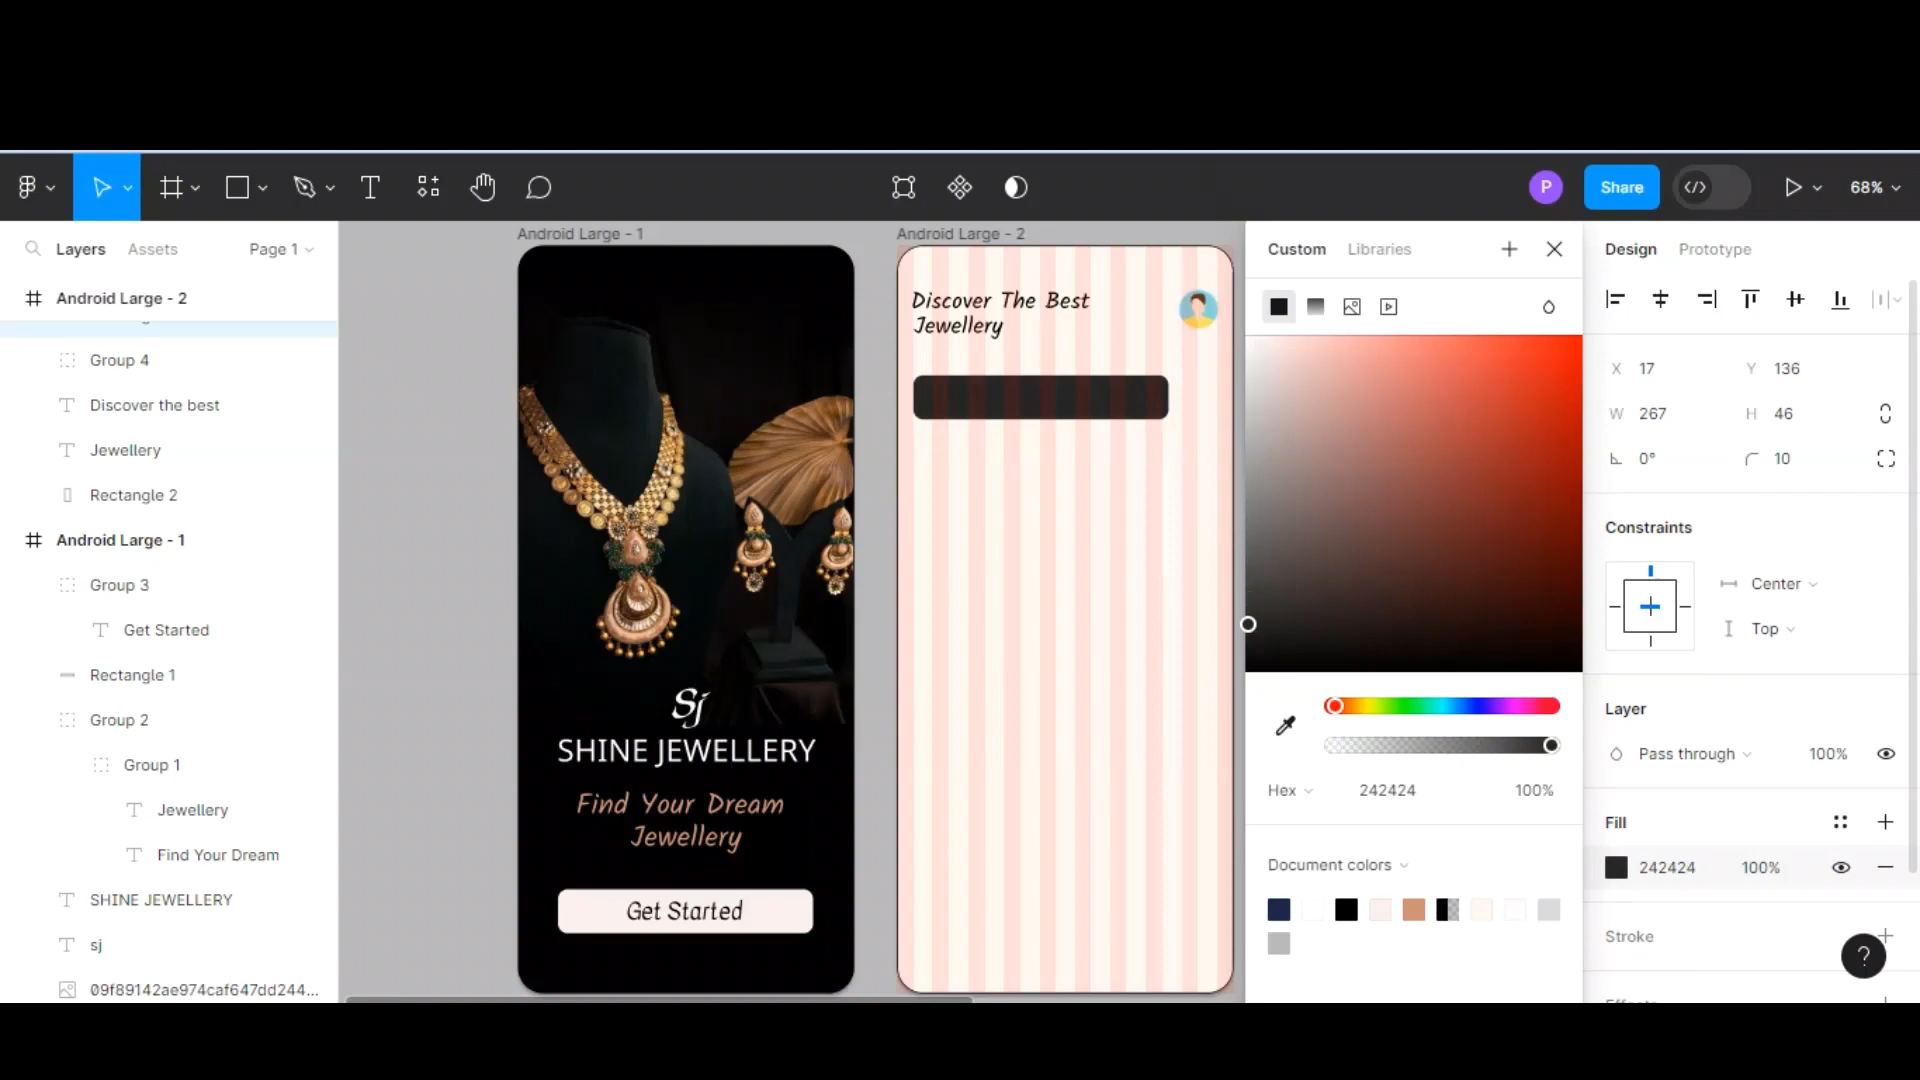 P
Share
68%
Layers
Assets
Page 1
Android Large - 2
Group 4
Discover the best
Jewellery
Rectangle 2
Android Large - 1
Group 3
Get Started
Rectangle 1
Group 2
Group 1
Jewellery
Find Your Dream
SHINE JEWELLERY
sj
09f89142ae974caf647dd244...
Android Large - 1
Sj
SHINE JEWELLERY
Find Your Dream
Jewellery
Get Started
Android Large - 2
Discover The Best
Jewellery
Custom
Libraries
Hex
242424
100%
Document colors
Design
Prototype
X 17
Y 136
W 267
H 46
0°
10
Constraints
Center
Top
Layer
Pass through
100%
Fill
242424
100%
Stroke
?